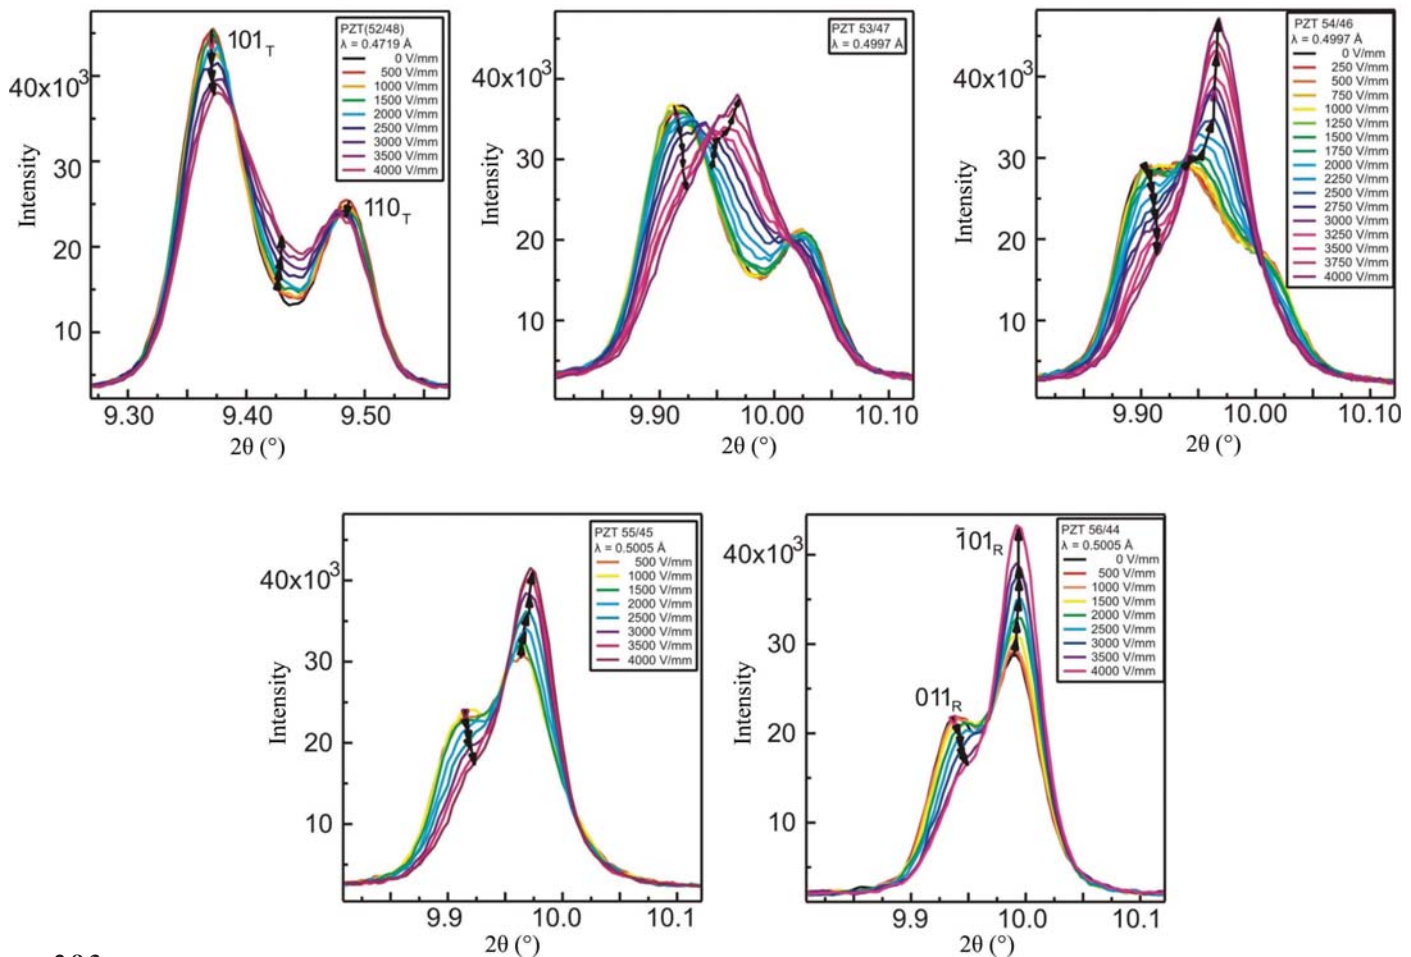 PZT(52/48)
λ = 0.4719 Å
0 V/mm
500 V/mm
1000 V/mm
1500 V/mm
2000 V/mm
2500 V/mm
3000 V/mm
3500 V/mm
4000 V/mm
101T
110T
40x10³
30
20
10
Intensity
9.30
9.40
9.50
2θ (°)
PZT 53/47
λ = 0.4997 Å
40x10³
30
20
10
Intensity
9.90
10.00
10.10
2θ (°)
PZT 54/46
λ = 0.4997 Å
0 V/mm
250 V/mm
500 V/mm
750 V/mm
1000 V/mm
1250 V/mm
1500 V/mm
1750 V/mm
2000 V/mm
2250 V/mm
2500 V/mm
2750 V/mm
3000 V/mm
3250 V/mm
3500 V/mm
3750 V/mm
4000 V/mm
40x10³
30
20
10
Intensity
9.90
10.00
10.10
2θ (°)
PZT 55/45
λ = 0.5005 Å
500 V/mm
1000 V/mm
1500 V/mm
2000 V/mm
2500 V/mm
3000 V/mm
3500 V/mm
4000 V/mm
40x10³
30
20
10
Intensity
9.9
10.0
10.1
2θ (°)
PZT 56/44
λ = 0.5005 Å
0 V/mm
500 V/mm
1000 V/mm
1500 V/mm
2000 V/mm
2500 V/mm
3000 V/mm
3500 V/mm
4000 V/mm
1̄01R
011R
40x10³
30
20
10
Intensity
9.9
10.0
10.1
2θ (°)